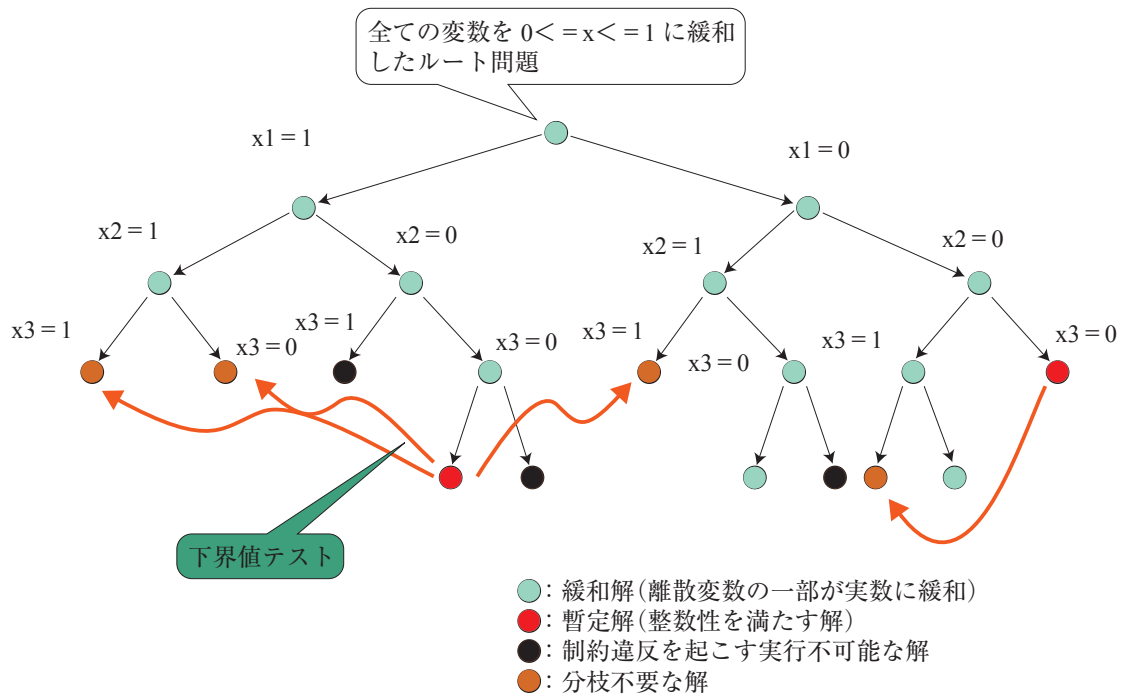 全ての変数を 0< =x< =1 に緩和
したルート問題
x1 = 1
x1 = 0
x2 = 1
x2 = 0
x2 = 1
x2 = 0
x3 = 1
x3 = 0
x3 = 1
x3 = 0
x3 = 1
x3 = 0
x3 = 1
x3 = 0
下界値テスト
：緩和解（離散変数の一部が実数に緩和）
：暫定解（整数性を満たす解）
：制約違反を起こす実行不可能な解
：分枝不要な解